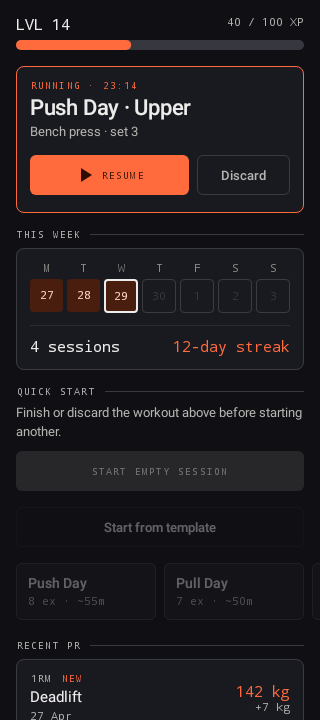 LVL 14
40 / 100 XP
RUNNING · 23:14
Push Day · Upper
Bench press · set 3
RESUME
Discard
THIS WEEK
M T W T F S S
27 28 29 30 1 2 3
4 sessions
12-day streak
QUICK START
Finish or discard the workout above before starting
another.
START EMPTY SESSION
Start from template
Push Day
8 ex · ~55m
Pull Day
7 ex · ~50m
RECENT PR
1RM NEW
Deadlift
27 Apr
142 kg
+7 kg